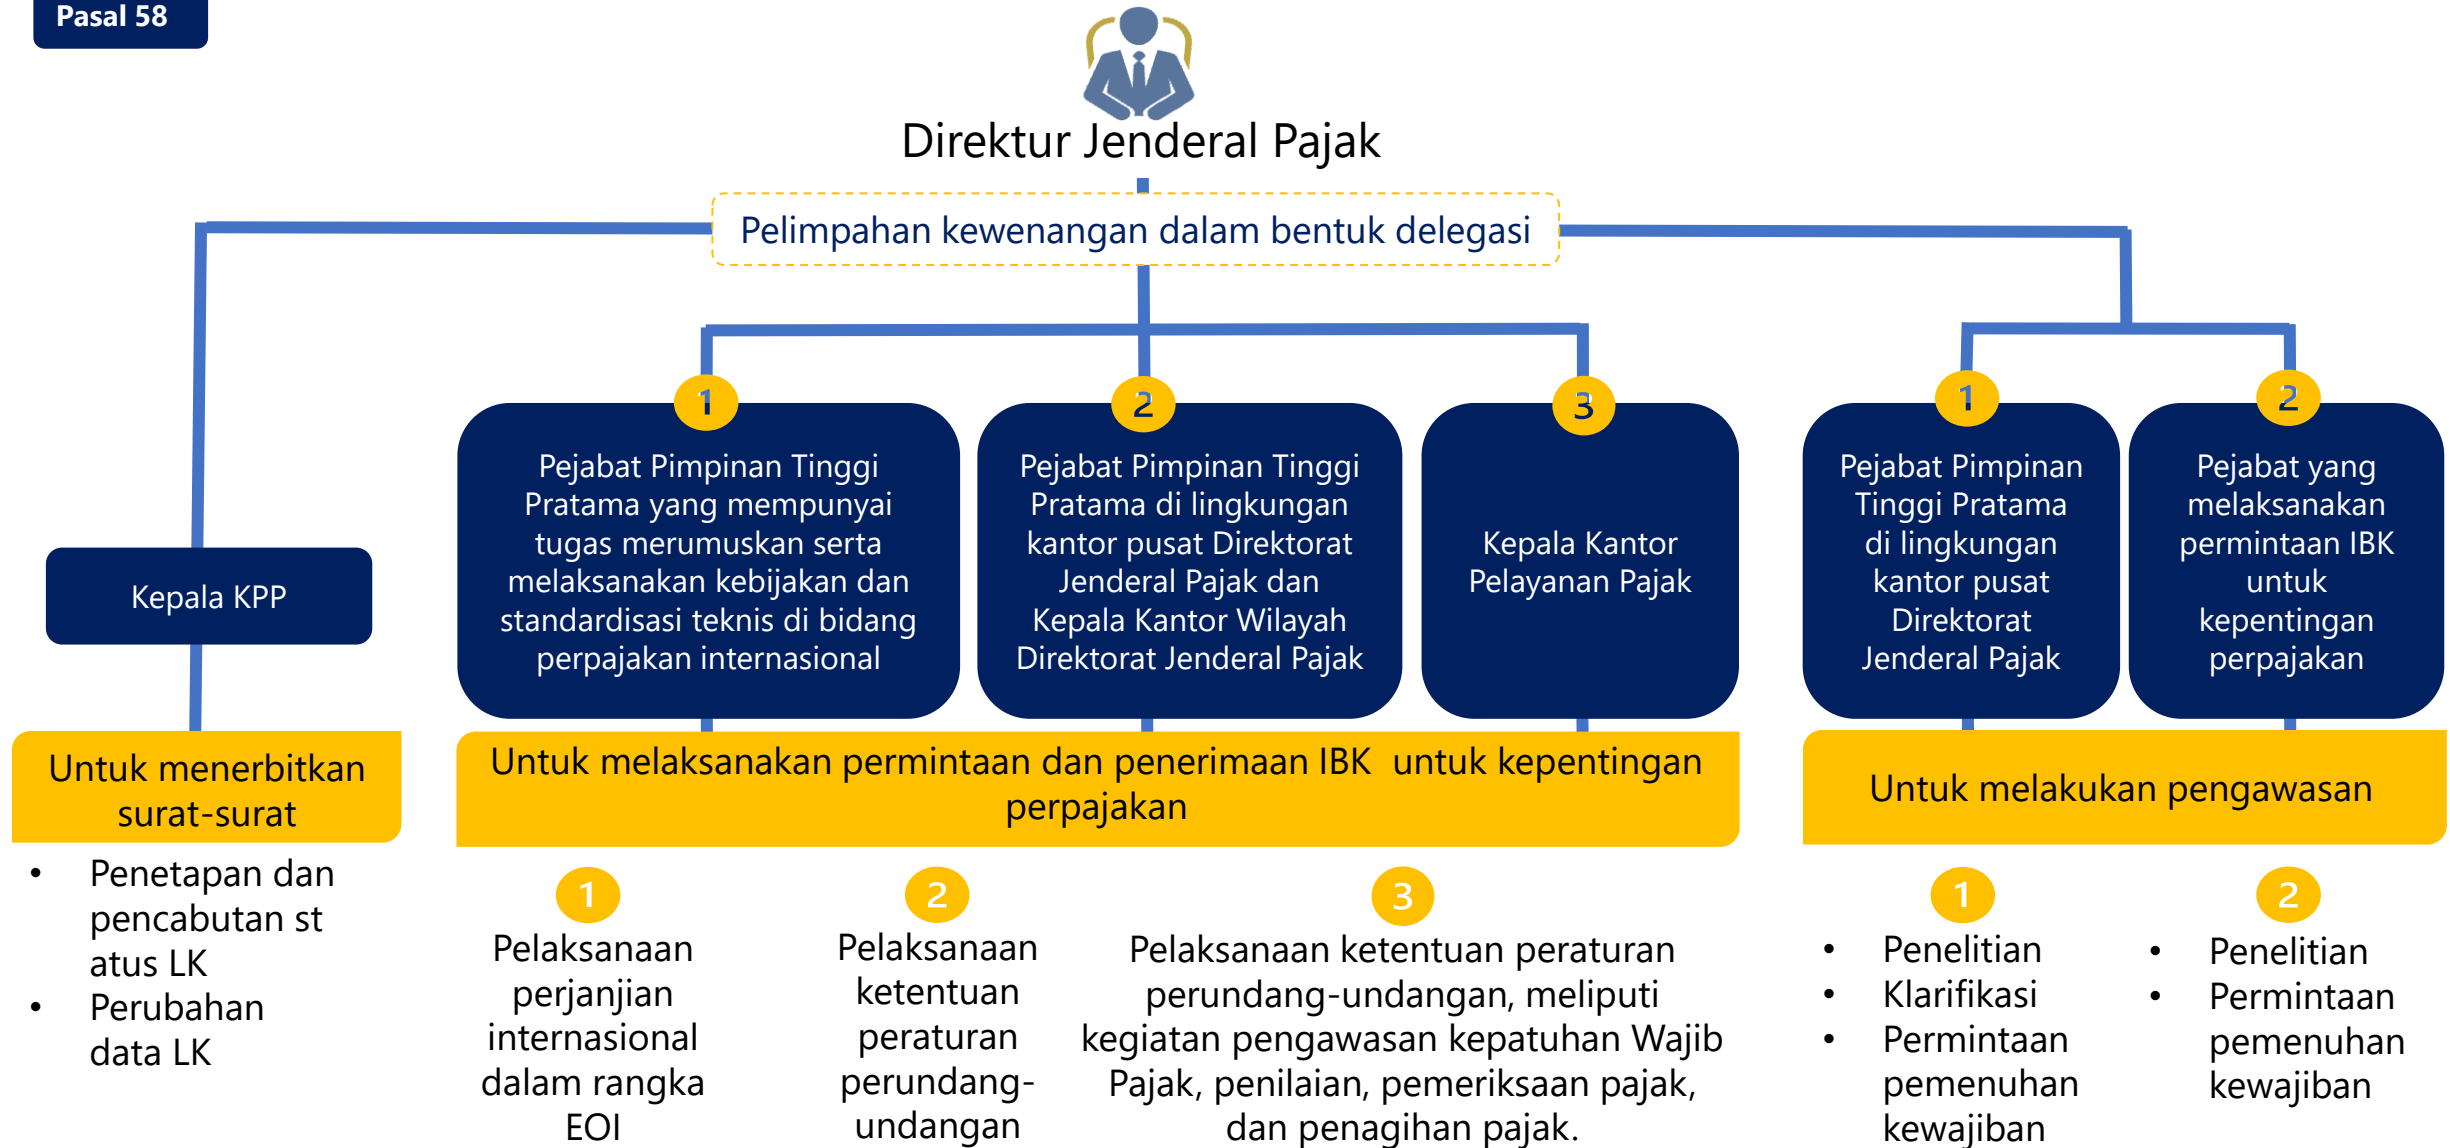 Pasal 58
Direktur Jenderal Pajak
Pelimpahan kewenangan dalam bentuk delegasi
Kepala KPP
Untuk menerbitkan
surat-surat
• Penetapan dan
pencabutan st
atus LK
• Perubahan
data LK
1
Pejabat Pimpinan Tinggi
Pratama yang mempunyai
tugas merumuskan serta
melaksanakan kebijakan dan
standardisasi teknis di bidang
perpajakan internasional
2
Pejabat Pimpinan Tinggi
Pratama di lingkungan
kantor pusat Direktorat
Jenderal Pajak dan
Kepala Kantor Wilayah
Direktorat Jenderal Pajak
3
Kepala Kantor
Pelayanan Pajak
Untuk melaksanakan permintaan dan penerimaan IBK untuk kepentingan
perpajakan
1
Pelaksanaan
perjanjian
internasional
dalam rangka
EOI
2
Pelaksanaan
ketentuan
peraturan
perundang-
undangan
3
Pelaksanaan ketentuan peraturan
perundang-undangan, meliputi
kegiatan pengawasan kepatuhan Wajib
Pajak, penilaian, pemeriksaan pajak,
dan penagihan pajak.
1
Pejabat Pimpinan
Tinggi Pratama
di lingkungan
kantor pusat
Direktorat
Jenderal Pajak
2
Pejabat yang
melaksanakan
permintaan IBK
untuk
kepentingan
perpajakan
Untuk melakukan pengawasan
1
• Penelitian
• Klarifikasi
• Permintaan
pemenuhan
kewajiban
2
• Penelitian
• Permintaan
pemenuhan
kewajiban